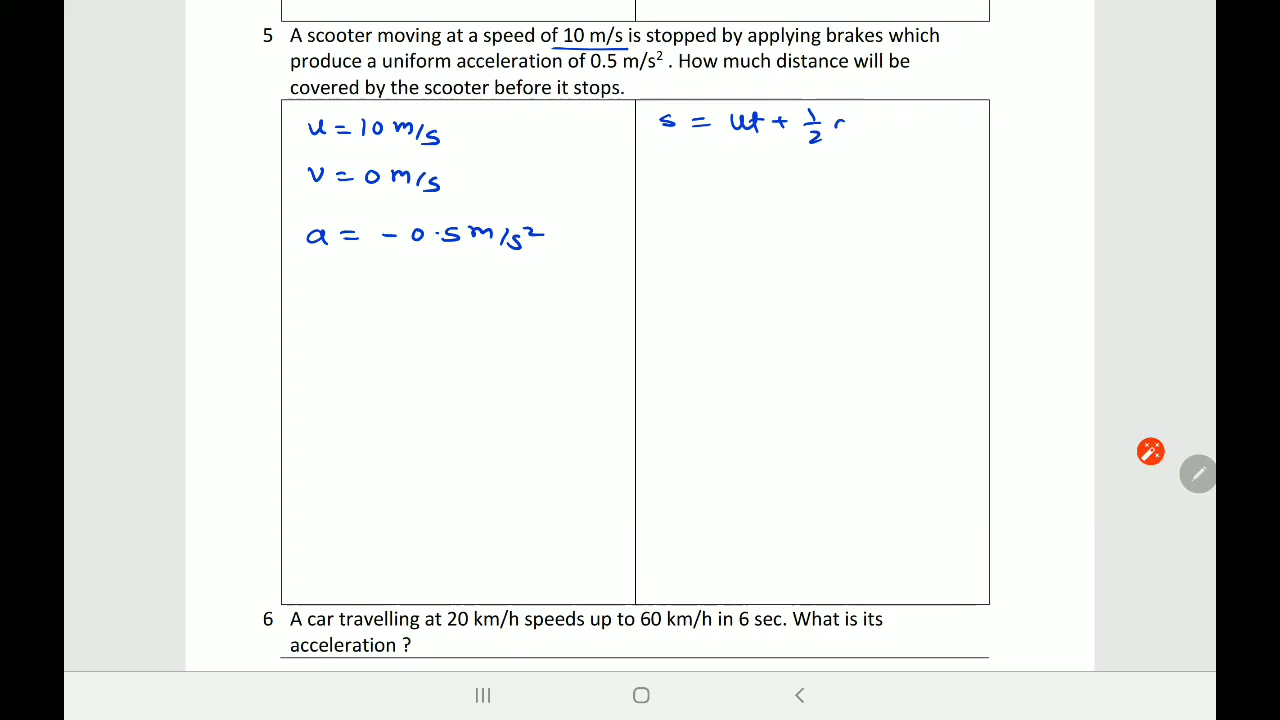 5 A scooter moving at a speed of 10 m/s is stopped by applying brakes which
produce a uniform acceleration of 0.5 m/s² . How much distance will be
covered by the scooter before it stops.
u = 10 m/s
v = 0 m/s
a = - 0.5 m/s²
s = ut + 1/2
6 A car travelling at 20 km/h speeds up to 60 km/h in 6 sec. What is its
acceleration ?